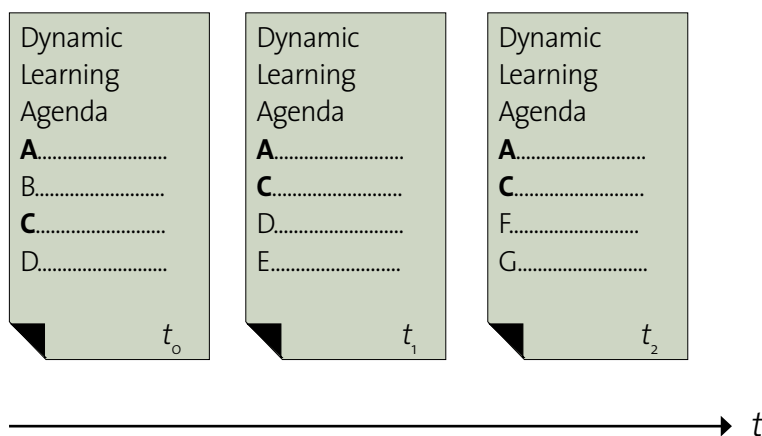 Dynamic
Learning
Agenda
A..........................
B..........................
C..........................
D..........................
t0
Dynamic
Learning
Agenda
A..........................
C..........................
D..........................
E..........................
t1
Dynamic
Learning
Agenda
A..........................
C..........................
F..........................
G..........................
t2
t